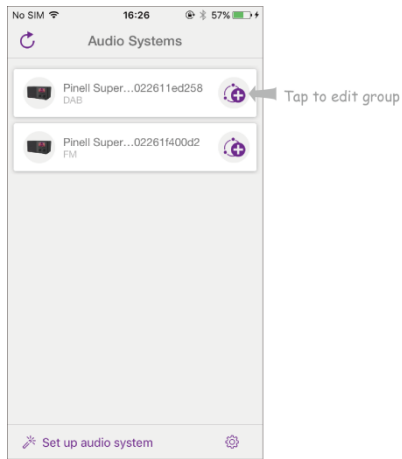 No SIM 16:26 57%
Audio Systems
Pinell Super...022611ed258
DAB
Tap to edit group
Pinell Super...02261f400d2
FM
Set up audio system